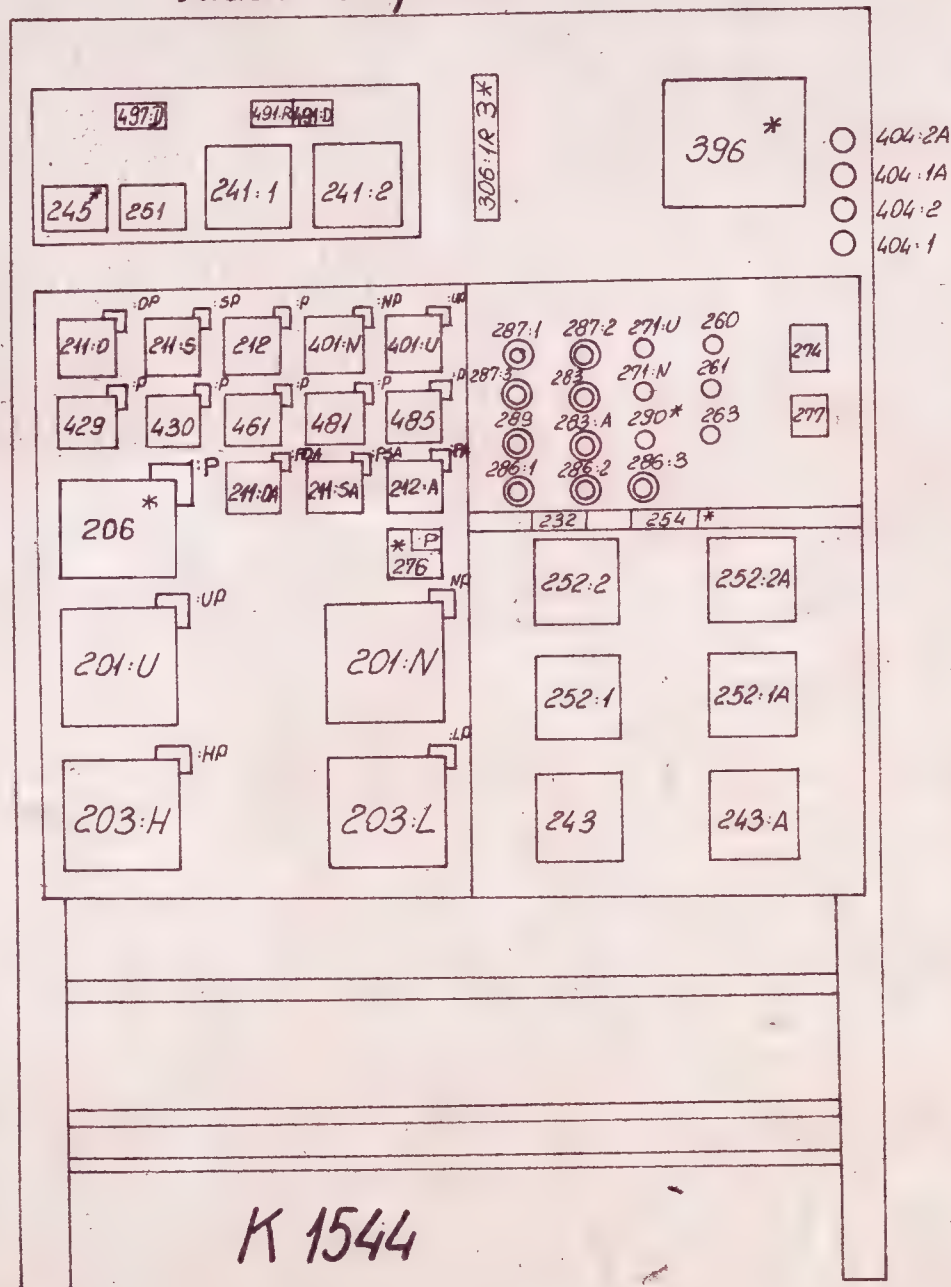 497:D 491:R 491:D
306:1R 3*
396 *
404:2A
404:1A
404:2
404:1
245* 251 241:1 241:2
:DP :SP :P :NP :UP
211:D 211:S 212 401:N 401:U
:P :P :P :P :P
429 430 461 481 485
:P :PDA :PSA :PA
206 * 211:DA 211:SA 212:A
* :P
276
:UP NP
201:U 201:N
:HP :LP
203:H 203:L
287:1 287:2 271:U 260 274
287:3 283 271:N 261 277
289 283:A 290* 263
286:1 286:2 286:3
232 254 *
252:2 252:2A
252:1 252:1A
243 243:A
K 1544